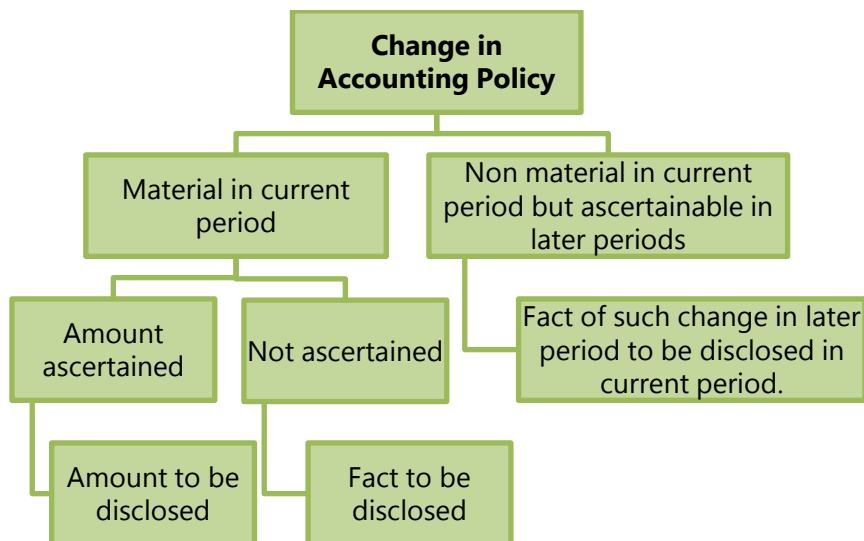 Change in
Accounting Policy
Material in current
period
Non material in current
period but ascertainable in
later periods
Amount
ascertained
Not ascertained
Fact of such change in later
period to be disclosed in
current period.
Amount to be
disclosed
Fact to be
disclosed